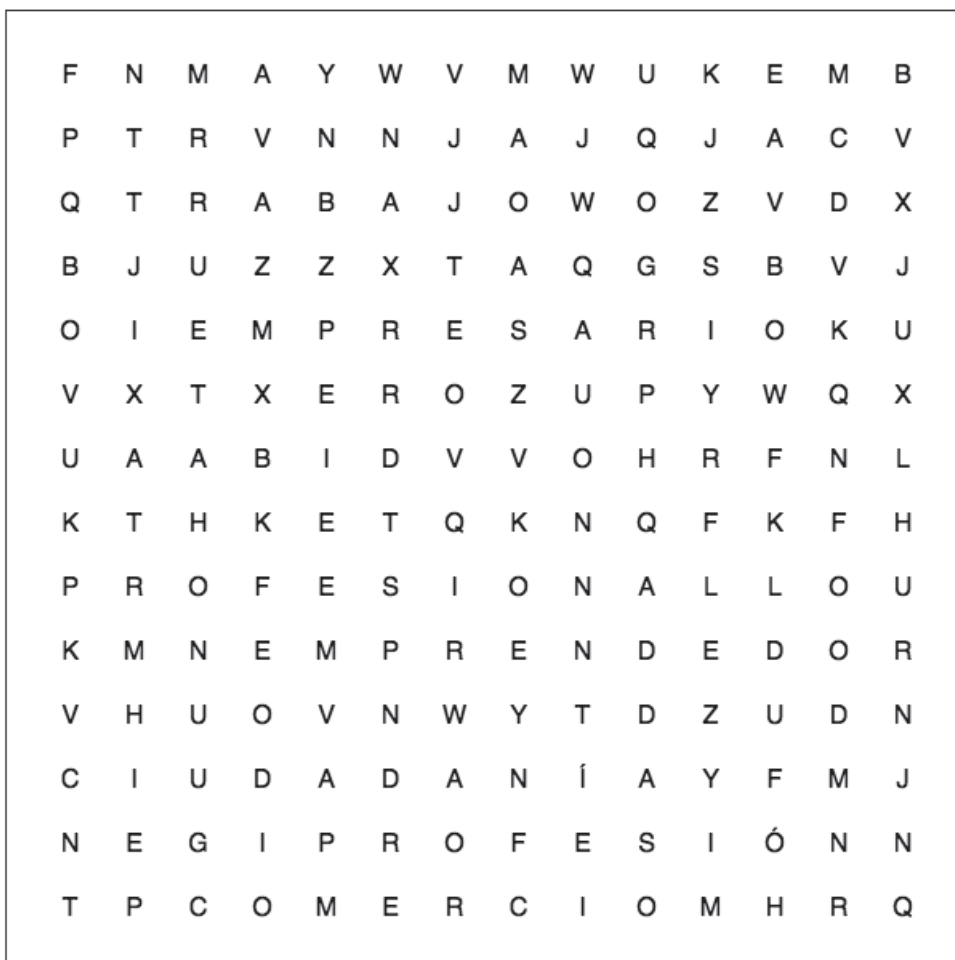 F N M A Y W V M W U K E M B
P T R V N N J A J Q J A C V
Q T R A B A J O W O Z V D X
B J U Z Z X T A Q G S B V J
O I E M P R E S A R I O K U
V X T X E R O Z U P Y W Q X
U A A B I D V V O H R F N L
K T H K E T Q K N Q F K F H
P R O F E S I O N A L L O U
K M N E M P R E N D E D O R
V H U O V N W Y T D Z U D N
C I U D A D A N Í A Y F M J
N E G I P R O F E S I Ó N N
T P C O M E R C I O M H R Q